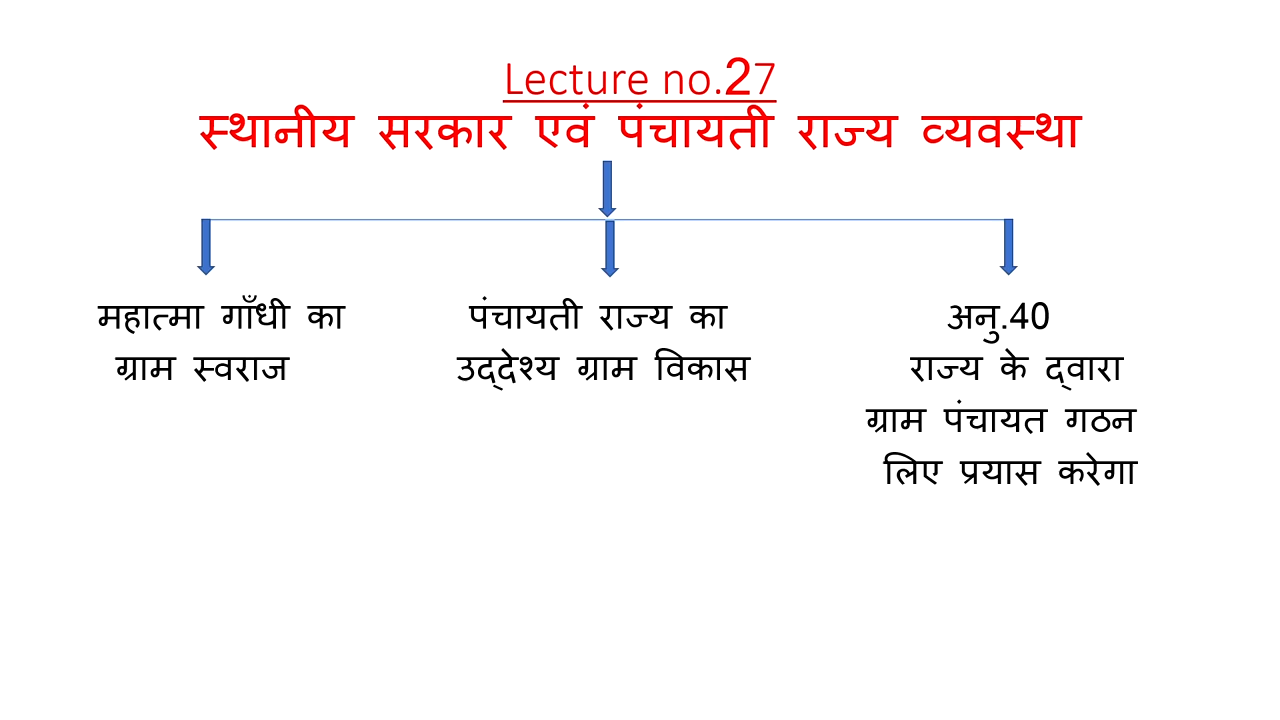 Lecture no.27
स्थानीय सरकार एवं पंचायती राज्य व्यवस्था
महात्मा गाँधी का
ग्राम स्वराज
पंचायती राज्य का
उद्देश्य ग्राम विकास
अनु.40
राज्य के द्वारा
ग्राम पंचायत गठन
लिए प्रयास करेगा